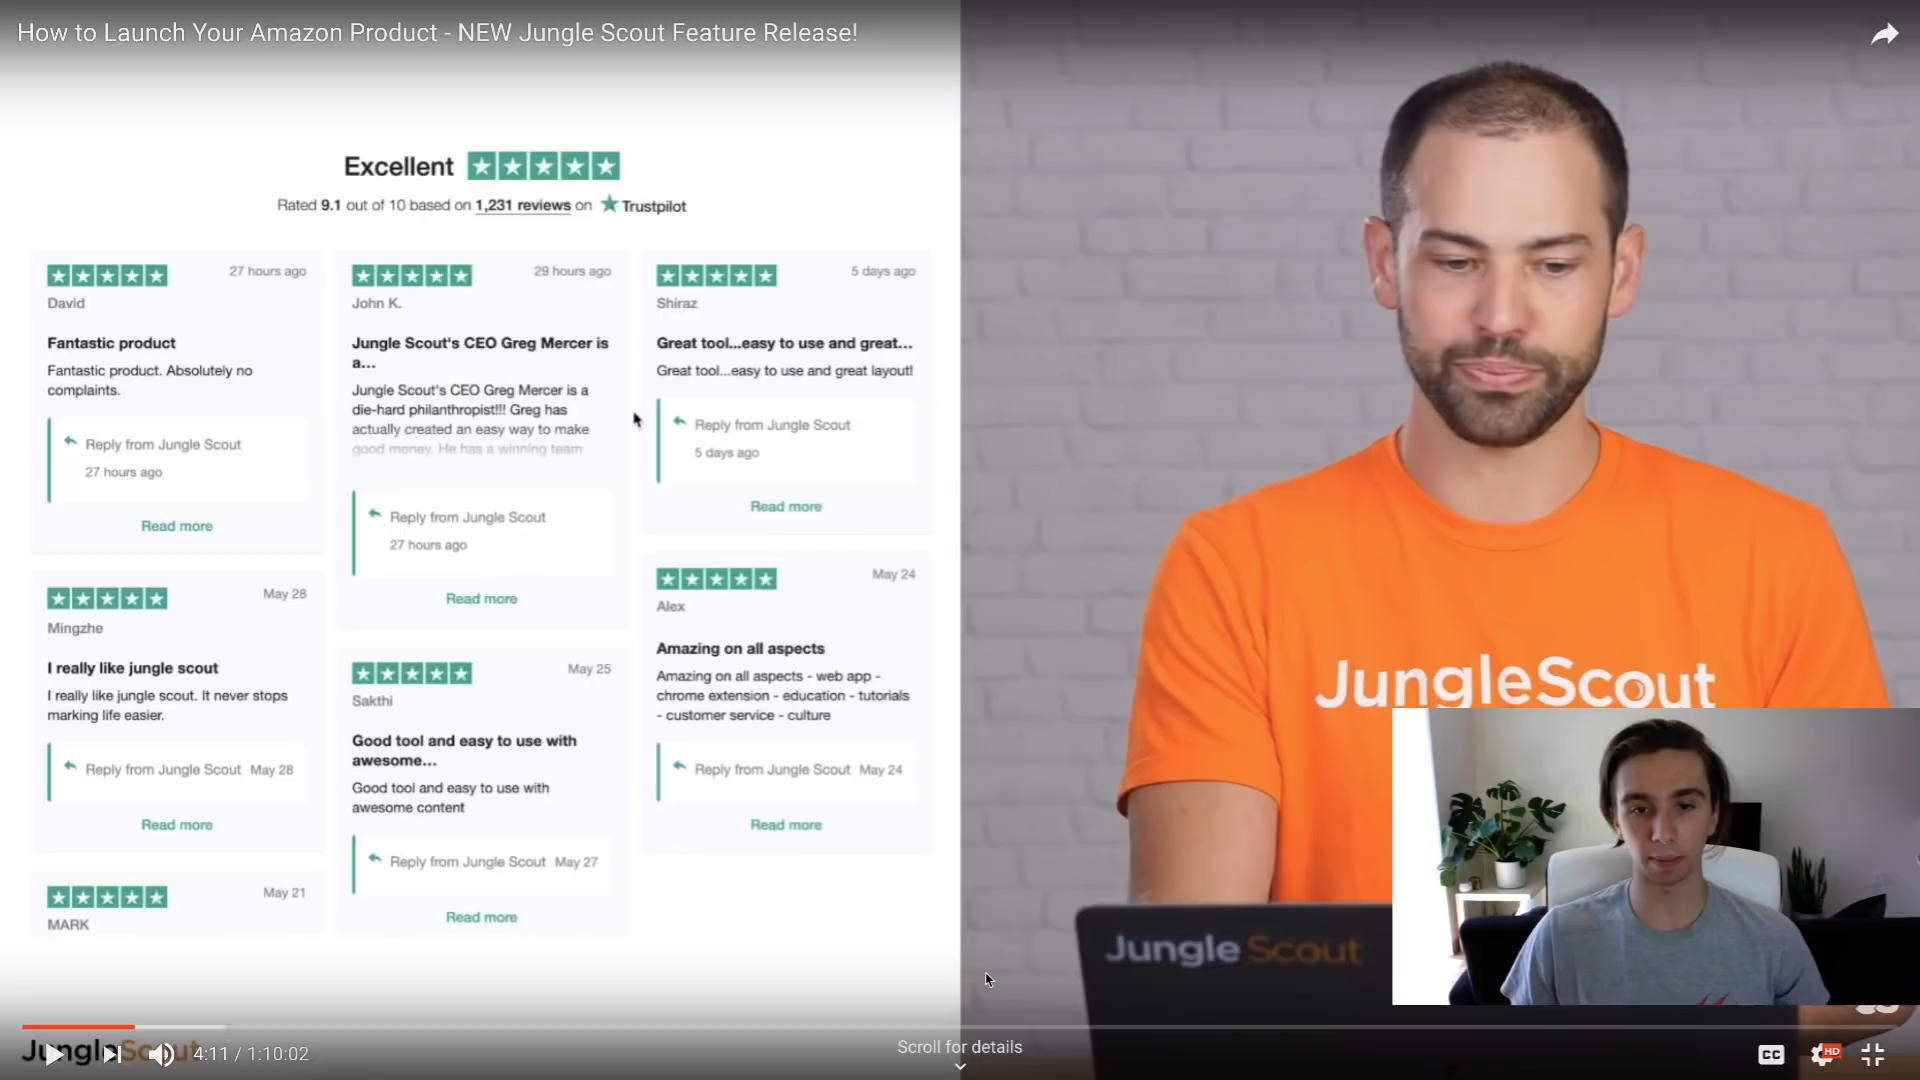 How to Launch Your Amazon Product - NEW Jungle Scout Feature Release!
Excellent
Rated 9.1 out of 10 based on 1,231 reviews on Trustpilot
27 hours ago
David
Fantastic product
Fantastic product. Absolutely no
complaints.
Reply from Jungle Scout
27 hours ago
Read more
May 28
Mingzhe
I really like jungle scout
I really like jungle scout. It never stops
marking life easier.
Reply from Jungle Scout May 28
Read more
May 21
MARK
29 hours ago
John K.
Jungle Scout's CEO Greg Mercer is
a...
Jungle Scout's CEO Greg Mercer is a
die-hard philanthropist!!! Greg has
actually created an easy way to make
good money. He has a winning team
Reply from Jungle Scout
27 hours ago
Read more
May 25
Sakthi
Good tool and easy to use with
awesome...
Good tool and easy to use with
awesome content
Reply from Jungle Scout May 27
Read more
5 days ago
Shiraz
Great tool...easy to use and great...
Great tool...easy to use and great layout!
Reply from Jungle Scout
5 days ago
Read more
May 24
Alex
Amazing on all aspects
Amazing on all aspects - web app -
chrome extension - education - tutorials
- customer service - culture
Reply from Jungle Scout May 24
Read more
JungleScout
Jungle Scout
JungleScout
4:11 / 1:10:02
Scroll for details
CC
HD